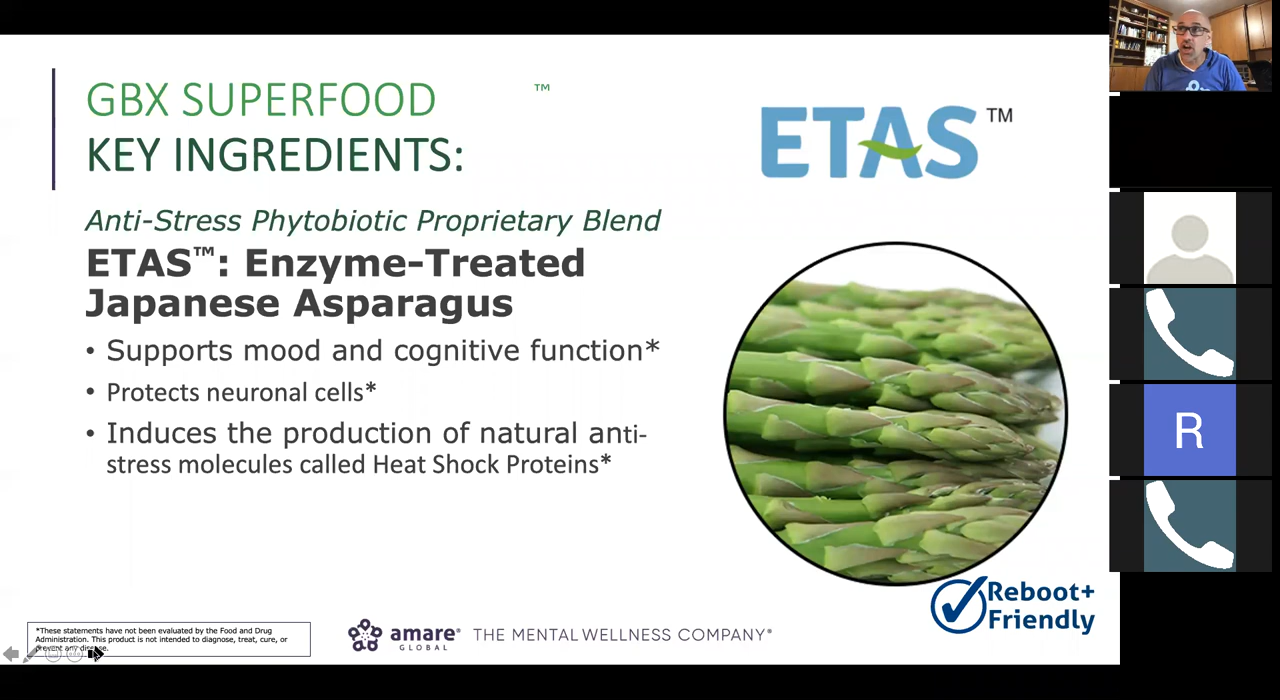 GBX SUPERFOOD ™
KEY INGREDIENTS:
ETAS™
Anti-Stress Phytobiotic Proprietary Blend
ETAS™: Enzyme-Treated
Japanese Asparagus
• Supports mood and cognitive function*
• Protects neuronal cells*
• Induces the production of natural anti-
stress molecules called Heat Shock Proteins*
Reboot+
Friendly
*These statements have not been evaluated by the Food and Drug
Administration. This product is not intended to diagnose, treat, cure, or
prevent any disease.
amare®
GLOBAL
THE MENTAL WELLNESS COMPANY®
R